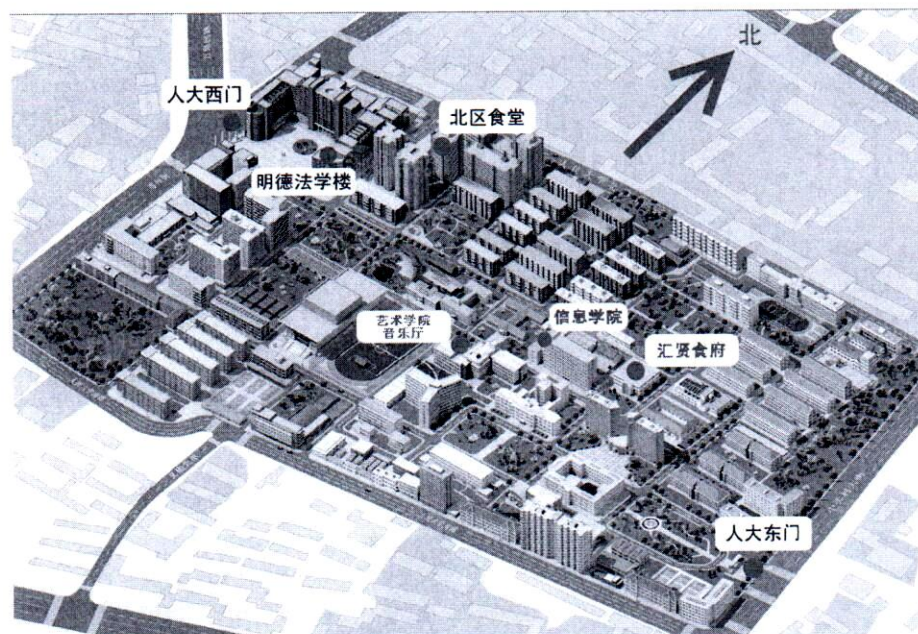 北
人大西门
北区食堂
明德法学楼
艺术学院
音乐厅
信息学院
汇贤食府
人大东门